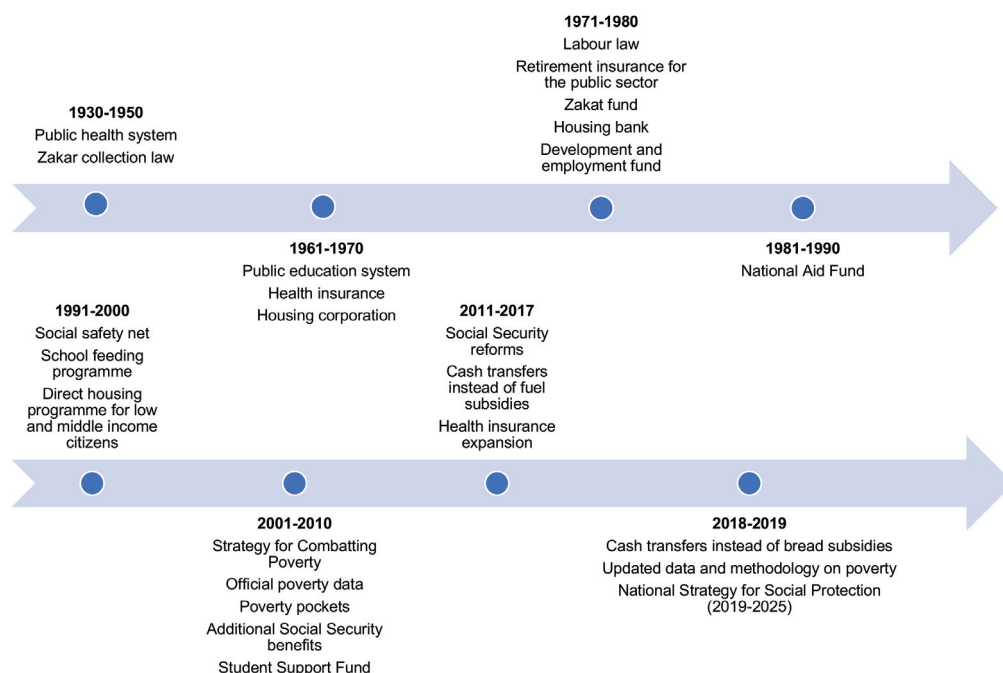 1930-1950
Public health system
Zakar collection law
1961-1970
Public education system
Health insurance
Housing corporation
1971-1980
Labour law
Retirement insurance for
the public sector
Zakat fund
Housing bank
Development and
employment fund
1981-1990
National Aid Fund
1991-2000
Social safety net
School feeding
programme
Direct housing
programme for low
and middle income
citizens
2001-2010
Strategy for Combatting
Poverty
Official poverty data
Poverty pockets
Additional Social Security
benefits
Student Support Fund
2011-2017
Social Security
reforms
Cash transfers
instead of fuel
subsidies
Health insurance
expansion
2018-2019
Cash transfers instead of bread subsidies
Updated data and methodology on poverty
National Strategy for Social Protection
(2019-2025)